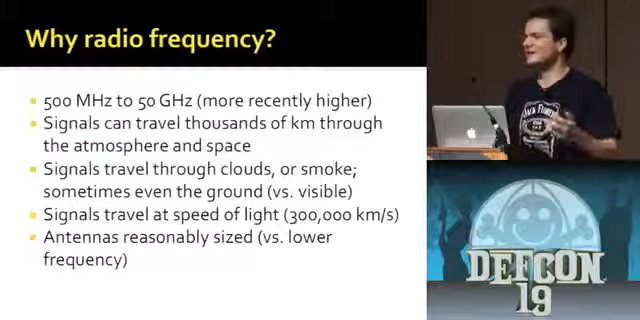 Why radio frequency?
500 MHz to 50 GHz (more recently higher)
Signals can travel thousands of km through
the atmosphere and space
Signals travel through clouds, or smoke;
sometimes even the ground (vs. visible)
Signals travel at speed of light (300,000 km/s)
Antennas reasonably sized (vs. lower
frequency)
DEFCON
19